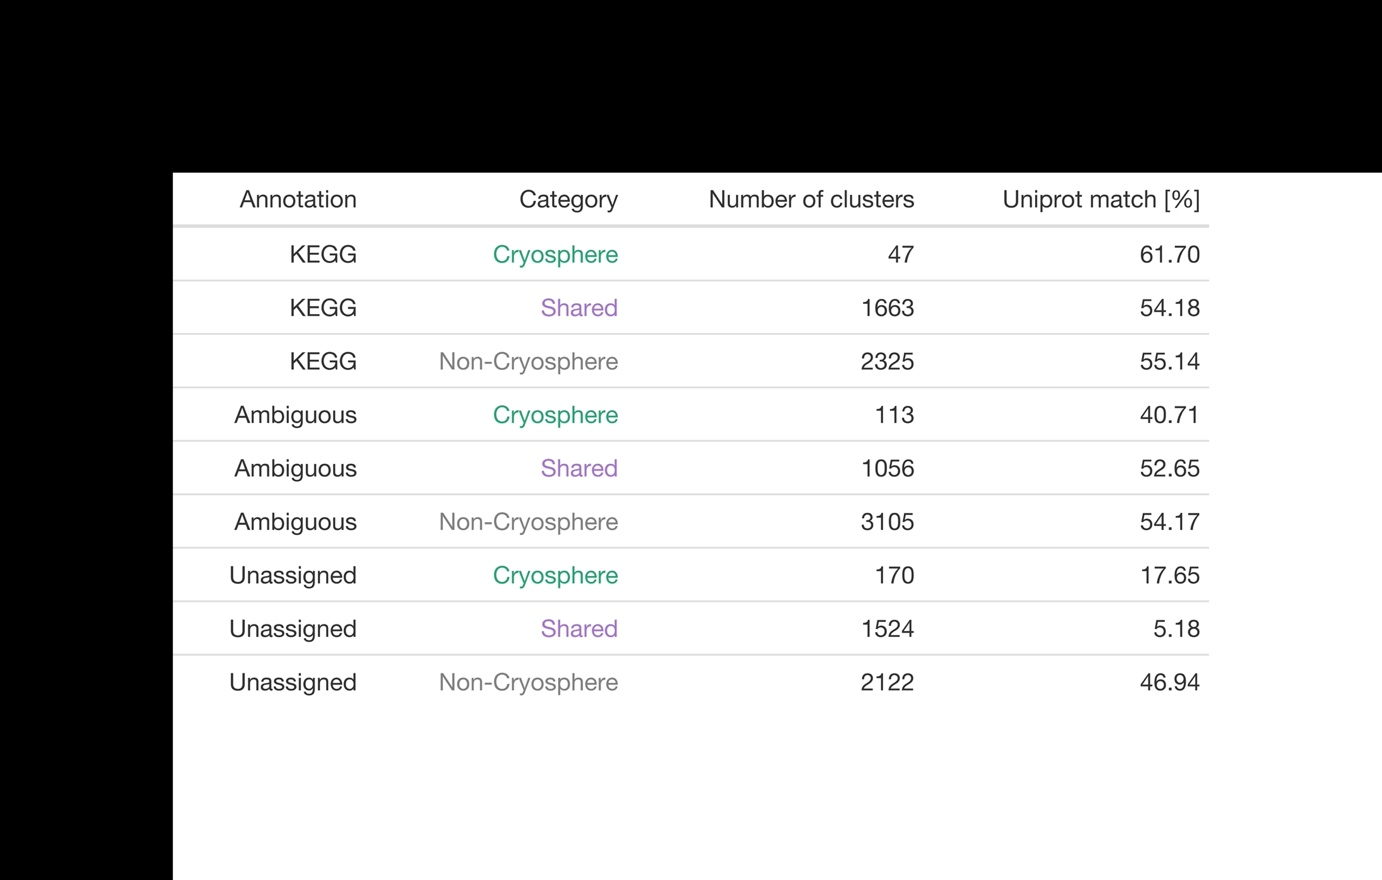 Annotation Category Number of clusters Uniprot match [%]
KEGG Cryosphere 47 61.70
KEGG Shared 1663 54.18
KEGG Non-Cryosphere 2325 55.14
Ambiguous Cryosphere 113 40.71
Ambiguous Shared 1056 52.65
Ambiguous Non-Cryosphere 3105 54.17
Unassigned Cryosphere 170 17.65
Unassigned Shared 1524 5.18
Unassigned Non-Cryosphere 2122 46.94